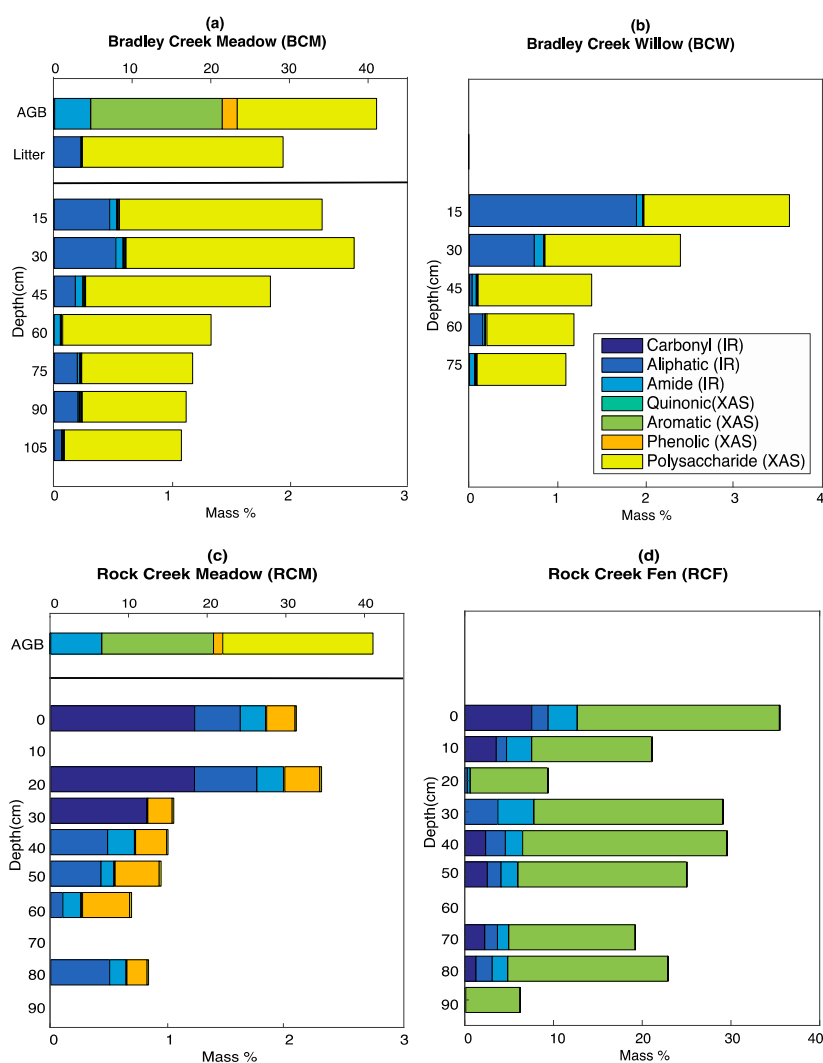 (a)
Bradley Creek Meadow (BCM)
0 10 20 30 40
AGB
Litter
15
30
45
60
75
90
105
Depth(cm)
0 1 2 3
Mass %
(b)
Bradley Creek Willow (BCW)
15
30
45
60
75
Depth(cm)
Carbonyl (IR)
Aliphatic (IR)
Amide (IR)
Quinonic(XAS)
Aromatic (XAS)
Phenolic (XAS)
Polysaccharide (XAS)
0 1 2 3 4
Mass %
(c)
Rock Creek Meadow (RCM)
0 10 20 30 40
AGB
0
10
20
30
40
50
60
70
80
90
Depth(cm)
0 1 2 3
Mass %
(d)
Rock Creek Fen (RCF)
0
10
20
30
40
50
60
70
80
90
Depth(cm)
0 10 20 30 40
Mass %